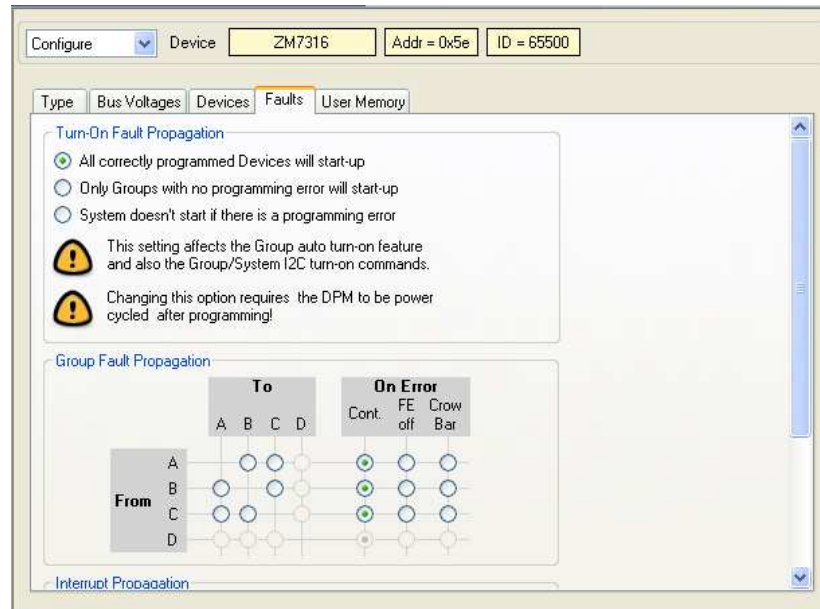 Configure Device ZM7316 Addr = 0x5e ID = 65500
Type Bus Voltages Devices Faults User Memory
Turn-On Fault Propagation
All correctly programmed Devices will start-up
Only Groups with no programming error will start-up
System doesn't start if there is a programming error
This setting affects the Group auto turn-on feature
and also the Group/System I2C turn-on commands.
Changing this option requires the DPM to be power
cycled after programming!
Group Fault Propagation
To On Error
A B C D Cont. FE off Crow Bar
From
A
B
C
D
Interrupt Propagation